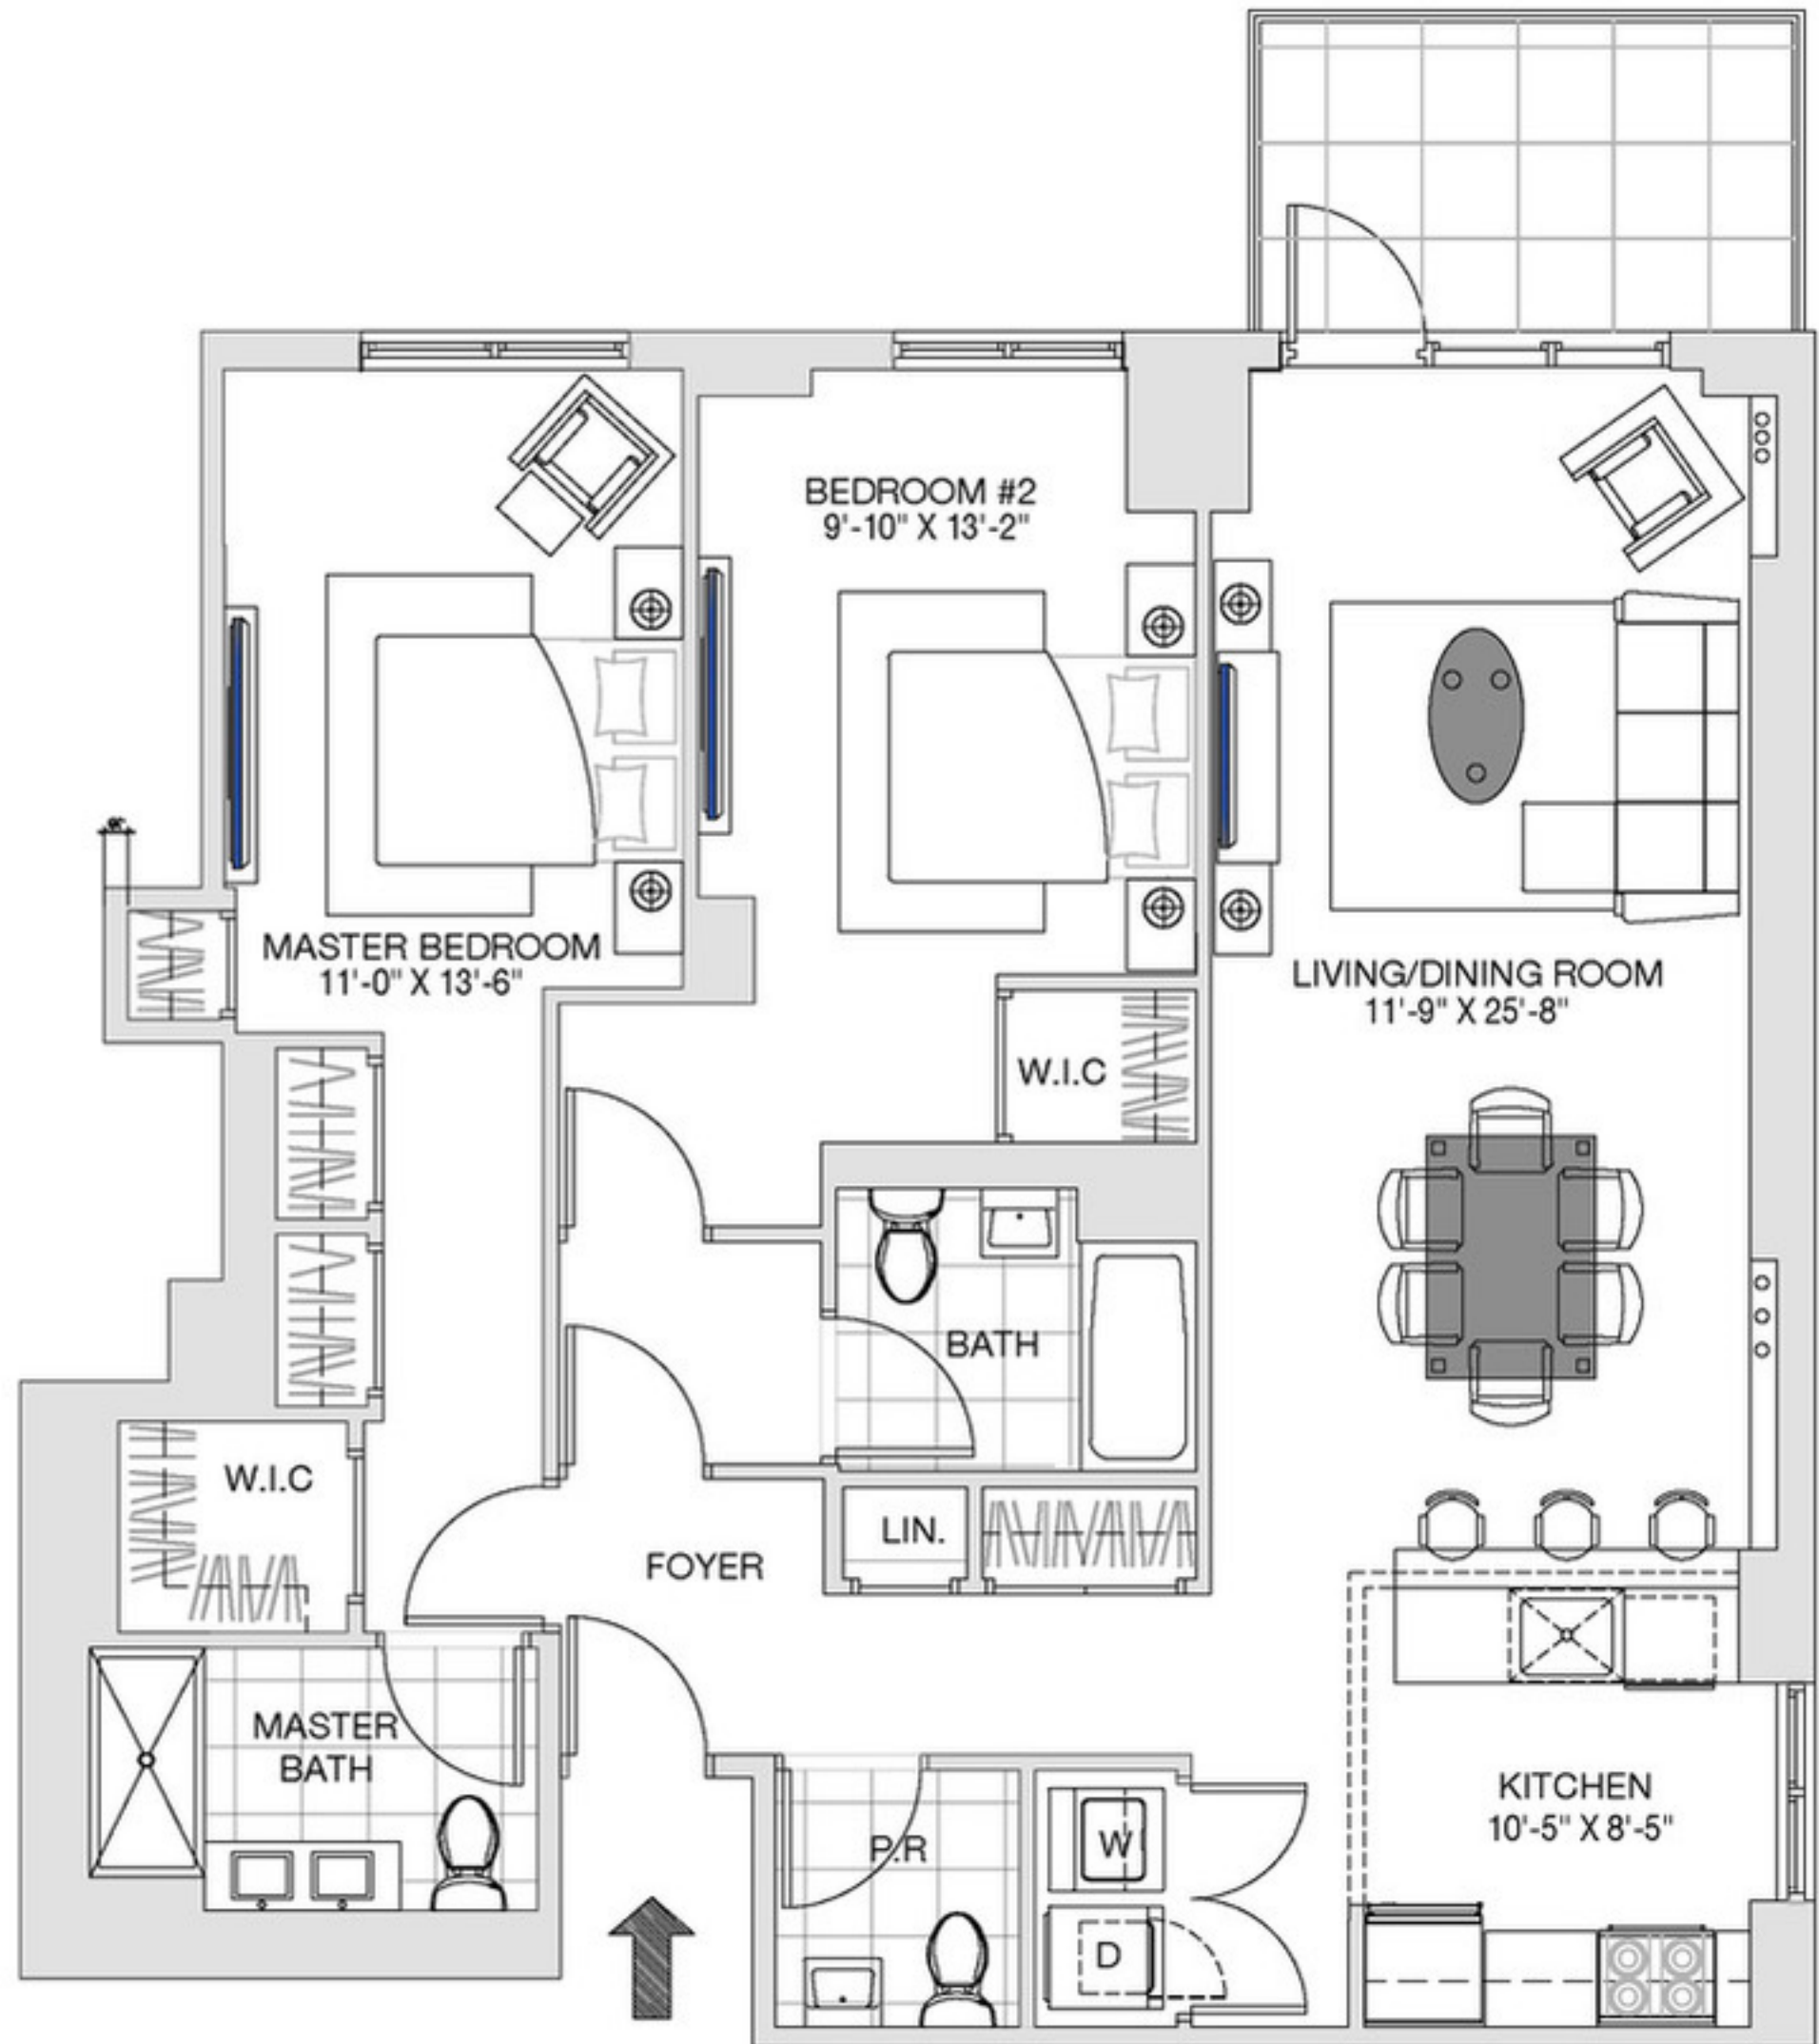 BEDROOM #2
9'-10" X 13'-2"
MASTER BEDROOM
11'-0" X 13'-6"
LIVING/DINING ROOM
11'-9" X 25'-8"
W.I.C
BATH
W.I.C
LIN.
FOYER
MASTER
BATH
KITCHEN
10'-5" X 8'-5"
P.R
W
D